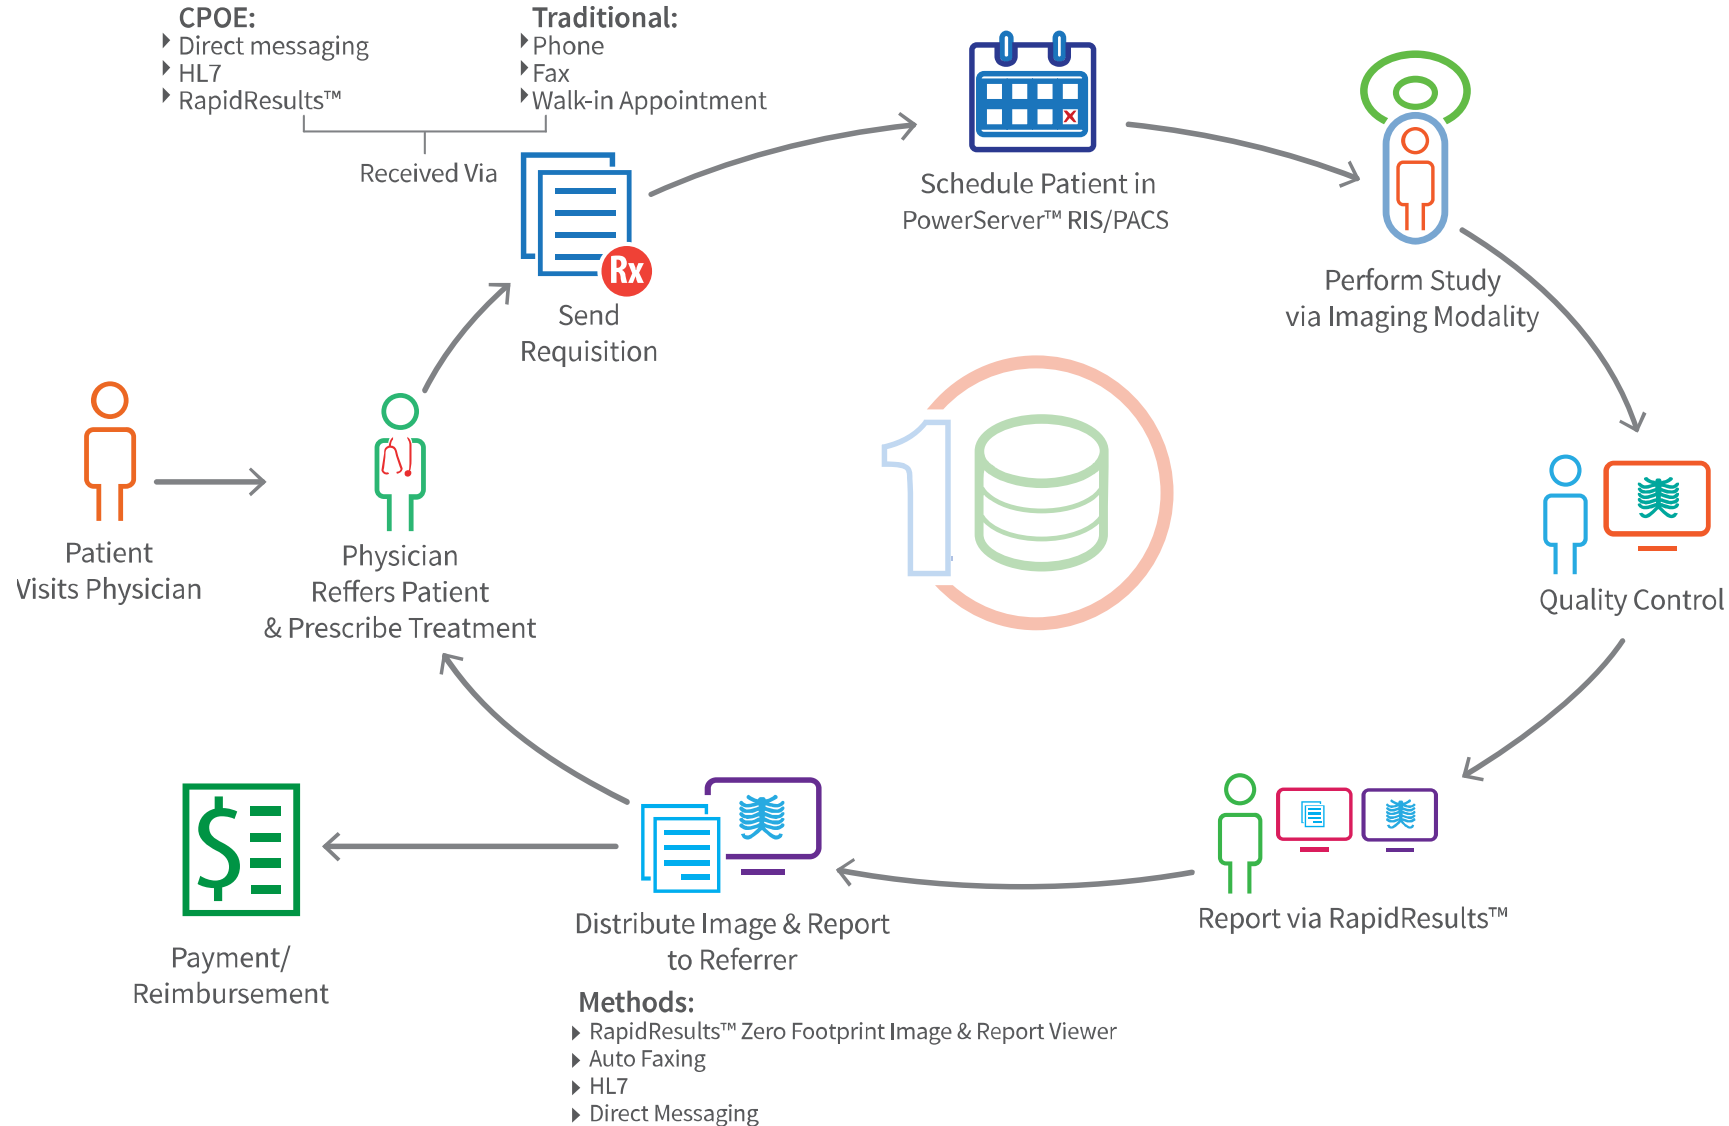 CPOE:
Direct messaging
HL7
RapidResults™
Traditional:
Phone
Fax
Walk-in Appointment
Received Via
Rx
Send
Requisition
Schedule Patient in
PowerServer™ RIS/PACS
Perform Study
via Imaging Modality
Patient
Visits Physician
Physician
Reffers Patient
& Prescribe Treatment
1
Quality Control
Report via RapidResults™
Distribute Image & Report
to Referrer
Methods:
RapidResults™ Zero Footprint Image & Report Viewer
Auto Faxing
HL7
Direct Messaging
$
Payment/
Reimbursement